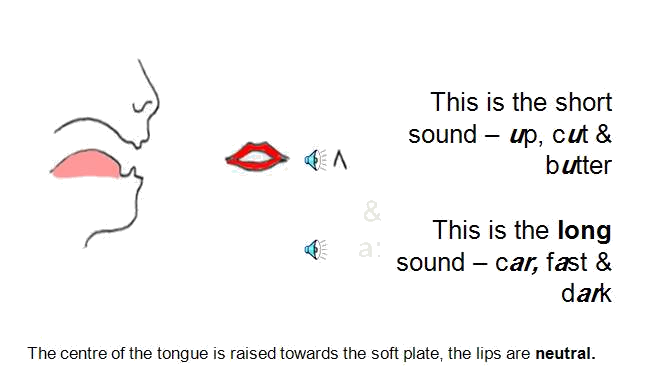 This is the short
sound – up, cut &
butter
ʌ
&
a:
This is the long
sound – car, fast &
dark
The centre of the tongue is raised towards the soft plate, the lips are neutral.